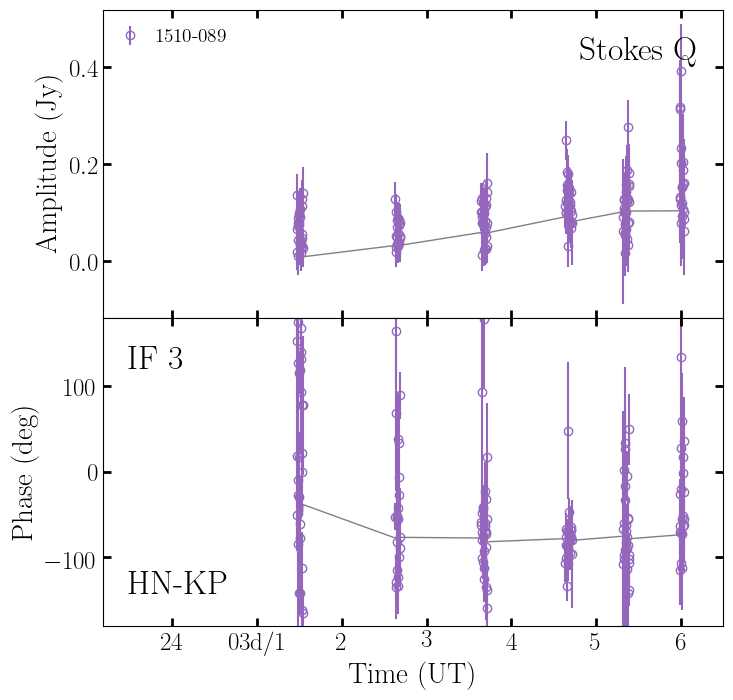 1510-089
Stokes Q
0.4
0.2
0.0
Amplitude (Jy)
IF 3
100
0
−100
Phase (deg)
HN-KP
24 03d/1 2 3 4 5 6
Time (UT)